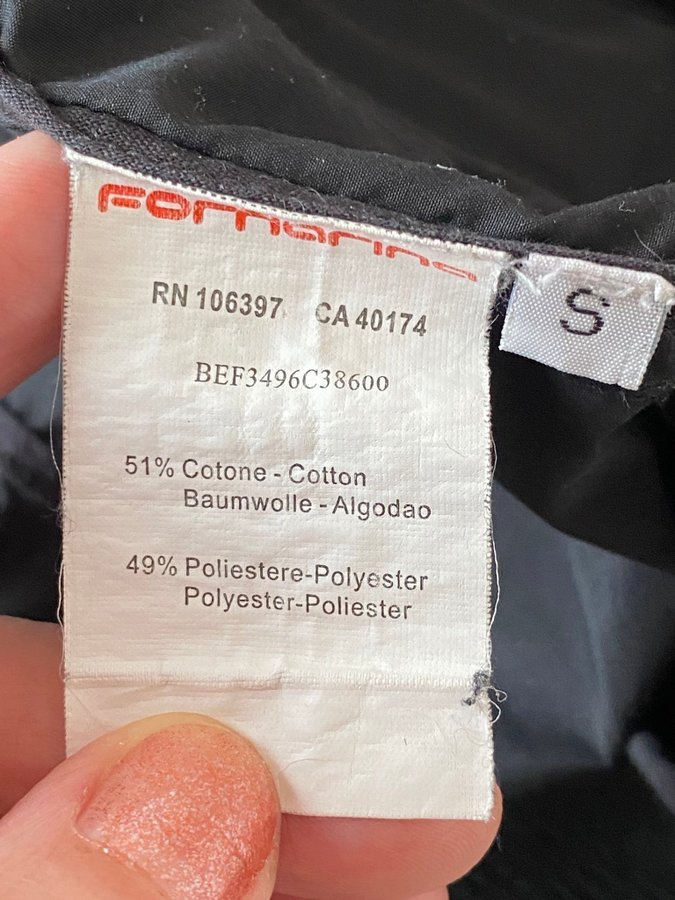 Fornarina
RN 106397 CA 40174
S
BEF3496C38600
51% Cotone - Cotton
Baumwolle - Algodao
49% Poliestere-Polyester
Polyester-Poliester